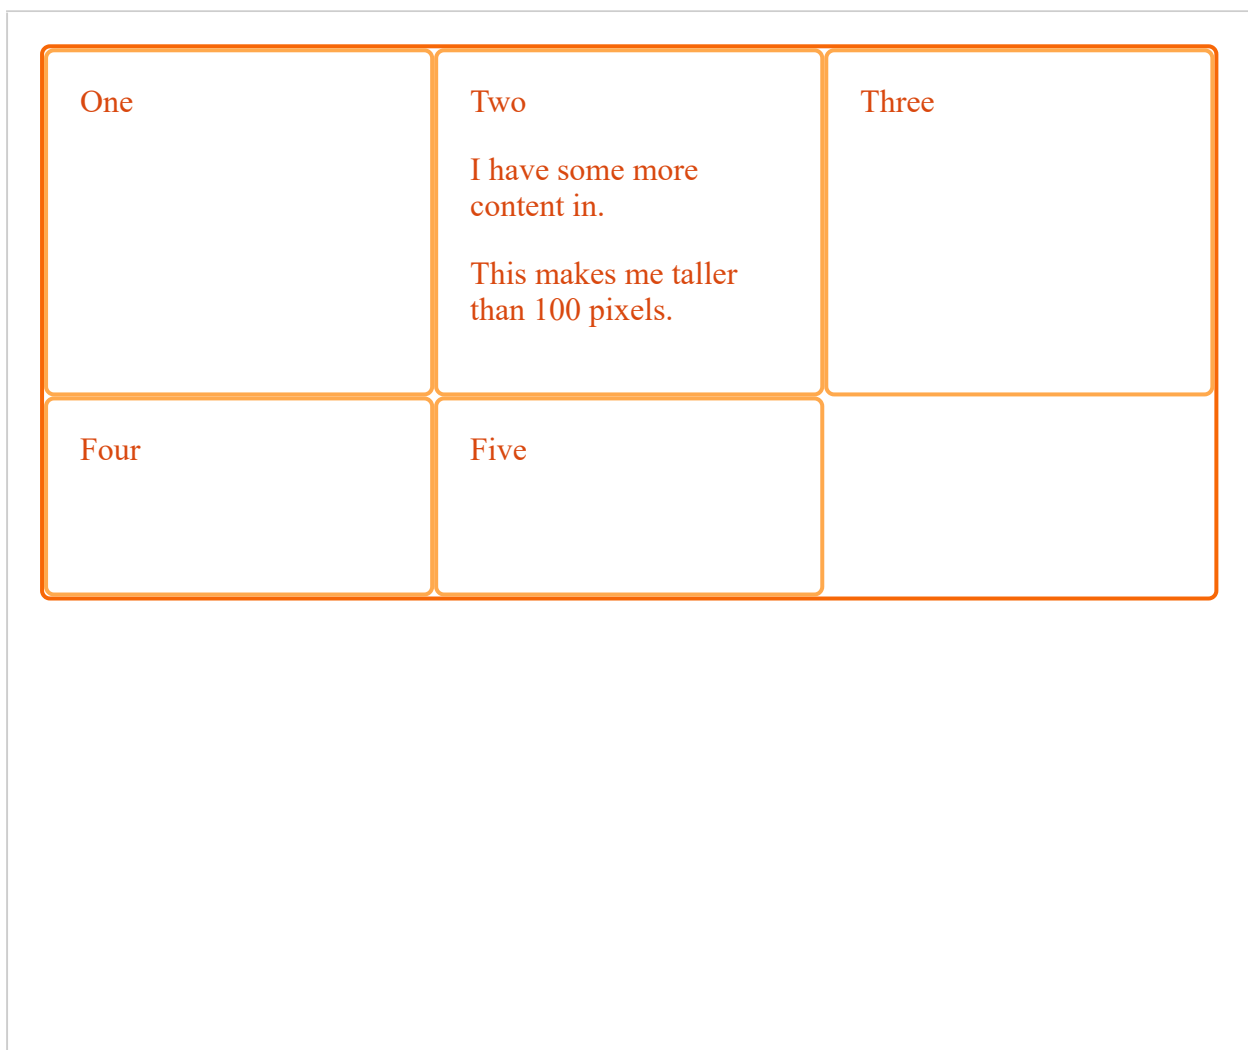 One
Two
I have some more
content in.
This makes me taller
than 100 pixels.
Three
Four
Five